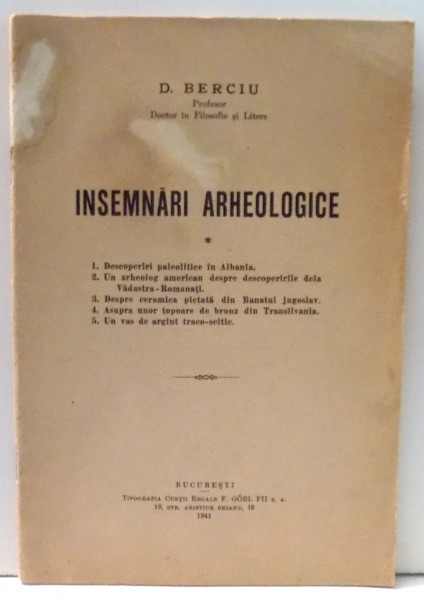 D. BERCIU
Profesor
Doctor în Filosofie și Litere
INSEMNĂRI ARHEOLOGICE
*
1. Descoperiri paleolitice în Albania.
2. Un arheolog american despre descoperirile dela
Vădastra-Romanați.
3. Despre ceramica pictată din Banatul jugoslav.
4. Asupra unor topoare de bronz din Transilvania.
5. Un vas de argint traco-scitic.
BUCUREȘTI
TIPOGRAFIA CURȚII REGALE F. GÖBL FII S. A.
19, STR. ARISTIDE BRIAND, 19
1941